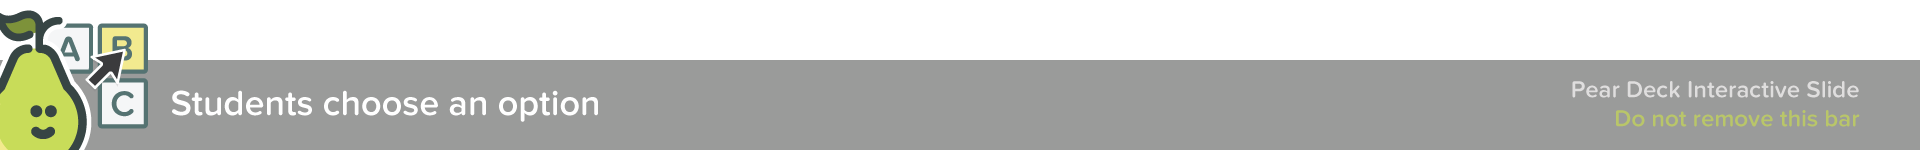 A B
C
Students choose an option
Pear Deck Interactive Slide
Do not remove this bar